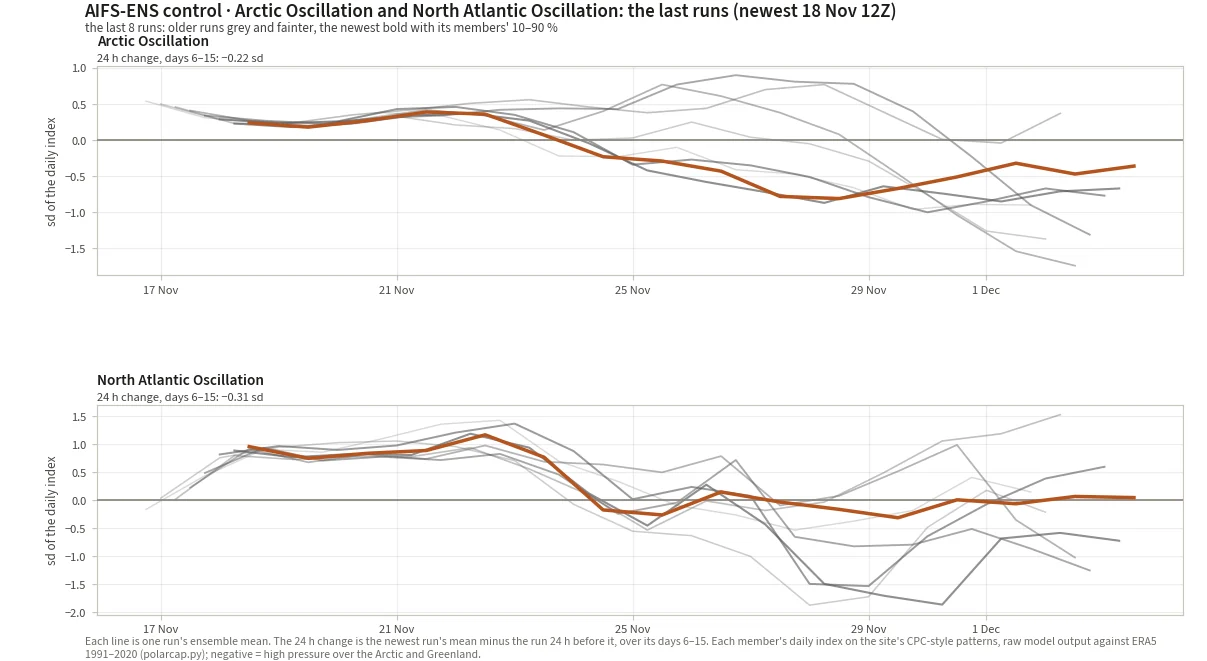 AIFS-ENS control · Arctic Oscillation and North Atlantic Oscillation: the last runs (newest 18 Nov 12Z)
the last 8 runs: older runs grey and fainter, the newest bold with its members' 10–90 %
Arctic Oscillation
24 h change, days 6–15: −0.22 sd
sd of the daily index
1.0
0.5
0.0
−0.5
−1.0
−1.5
17 Nov 21 Nov 25 Nov 29 Nov 1 Dec
North Atlantic Oscillation
24 h change, days 6–15: −0.31 sd
sd of the daily index
1.5
1.0
0.5
0.0
−0.5
−1.0
−1.5
−2.0
17 Nov 21 Nov 25 Nov 29 Nov 1 Dec
Each line is one run's ensemble mean. The 24 h change is the newest run's mean minus the run 24 h before it, over its days 6–15. Each member's daily index on the site's CPC-style patterns, raw model output against ERA5
1991–2020 (polarcap.py); negative = high pressure over the Arctic and Greenland.